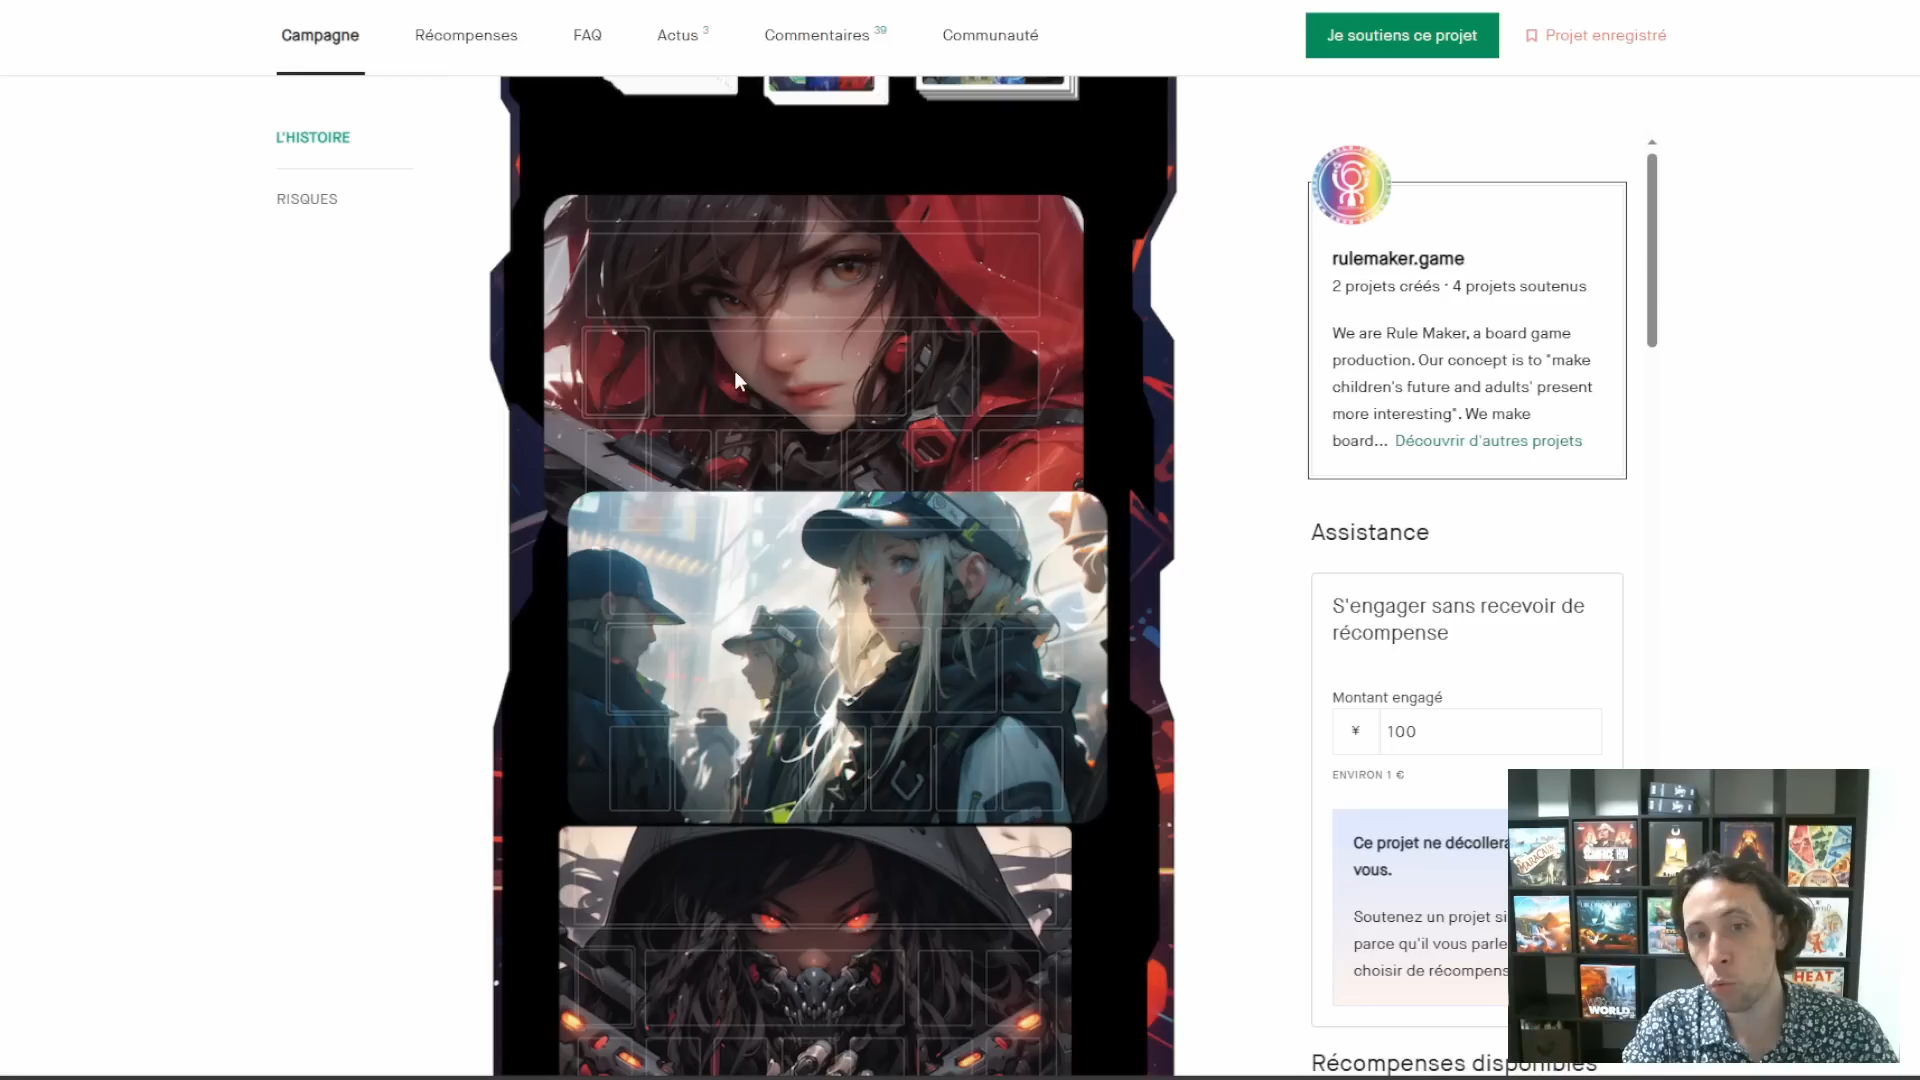 Campagne
Récompenses
FAQ
Actus 3
Commentaires 39
Communauté
Je soutiens ce projet
Projet enregistré
L'HISTOIRE
RISQUES
rulemaker.game
2 projets créés · 4 projets soutenus
We are Rule Maker, a board game
production. Our concept is to "make
children's future and adults' present
more interesting". We make
board... Découvrir d'autres projets
Assistance
S'engager sans recevoir de
récompense
Montant engagé
¥ 100
ENVIRON 1 €
Ce projet ne décollera
vous.
Soutenez un projet si
parce qu'il vous parle
choisir de récompens
Récompenses disponibles
MARACAIBO
WORLD
HEAT